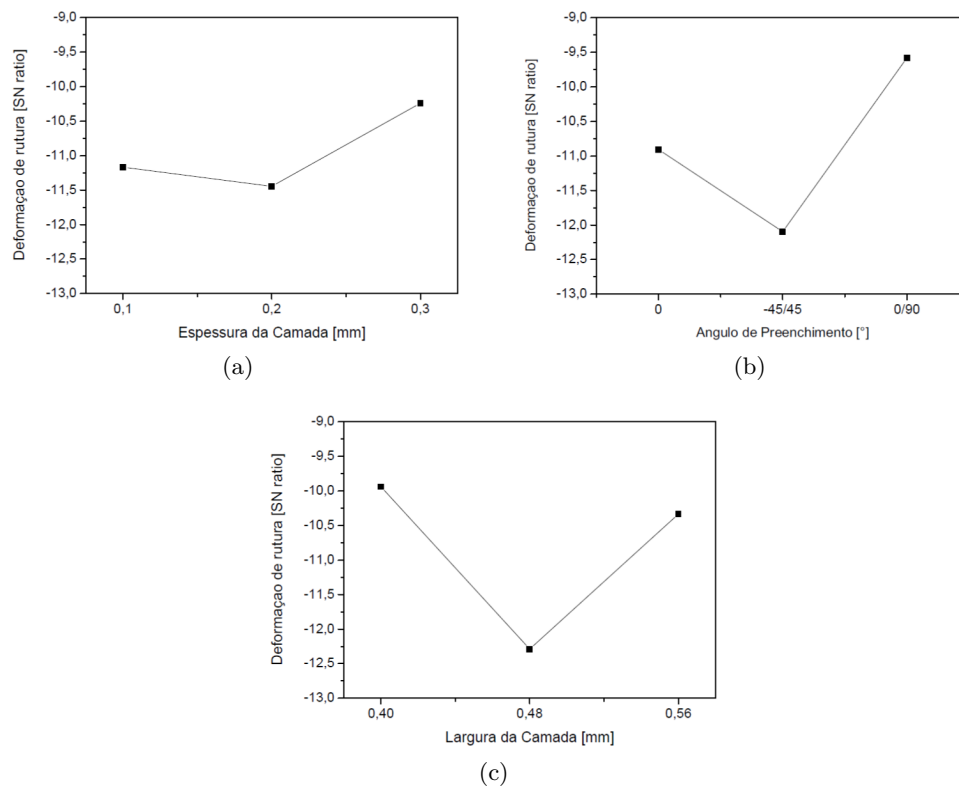 -9,0
-9,5
-10,0
-10,5
-11,0
-11,5
-12,0
-12,5
-13,0
Deformaçao de rutura [SN ratio]
0,1 0,2 0,3
Espessura da Camada [mm]
(a)
-9,0
-9,5
-10,0
-10,5
-11,0
-11,5
-12,0
-12,5
-13,0
Deformaçao de rutura [SN ratio]
0 -45/45 0/90
Angulo de Preenchimento [°]
(b)
-9,0
-9,5
-10,0
-10,5
-11,0
-11,5
-12,0
-12,5
-13,0
Deformaçao de rutura [SN ratio]
0,40 0,48 0,56
Largura da Camada [mm]
(c)